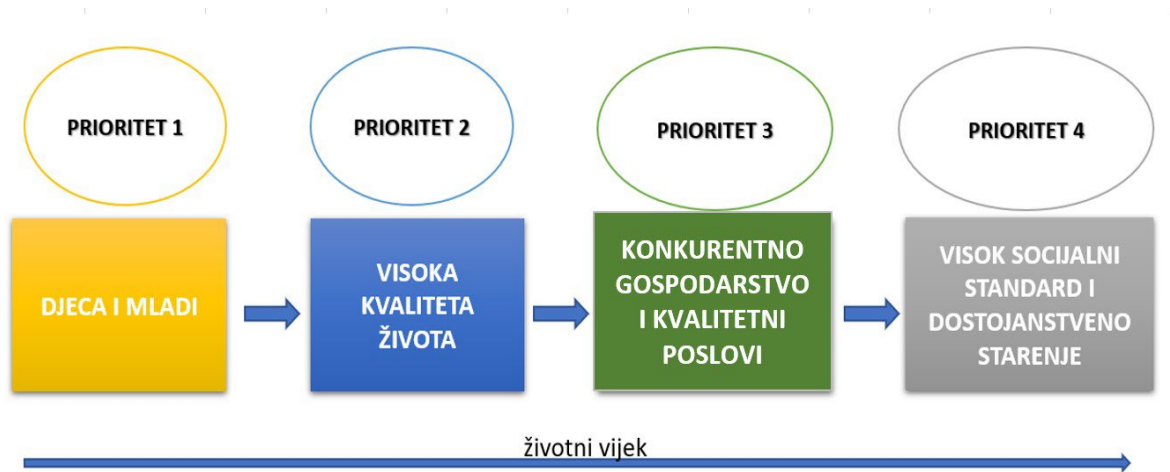 PRIORITET 1
PRIORITET 2
PRIORITET 3
PRIORITET 4
DJECA I MLADI
VISOKA
KVALITETA
ŽIVOTA
KONKURENTNO
GOSPODARSTVO
I KVALITETNI
POSLOVI
VISOK SOCIJALNI
STANDARD I
DOSTOJANSTVENO
STARENJE
životni vijek